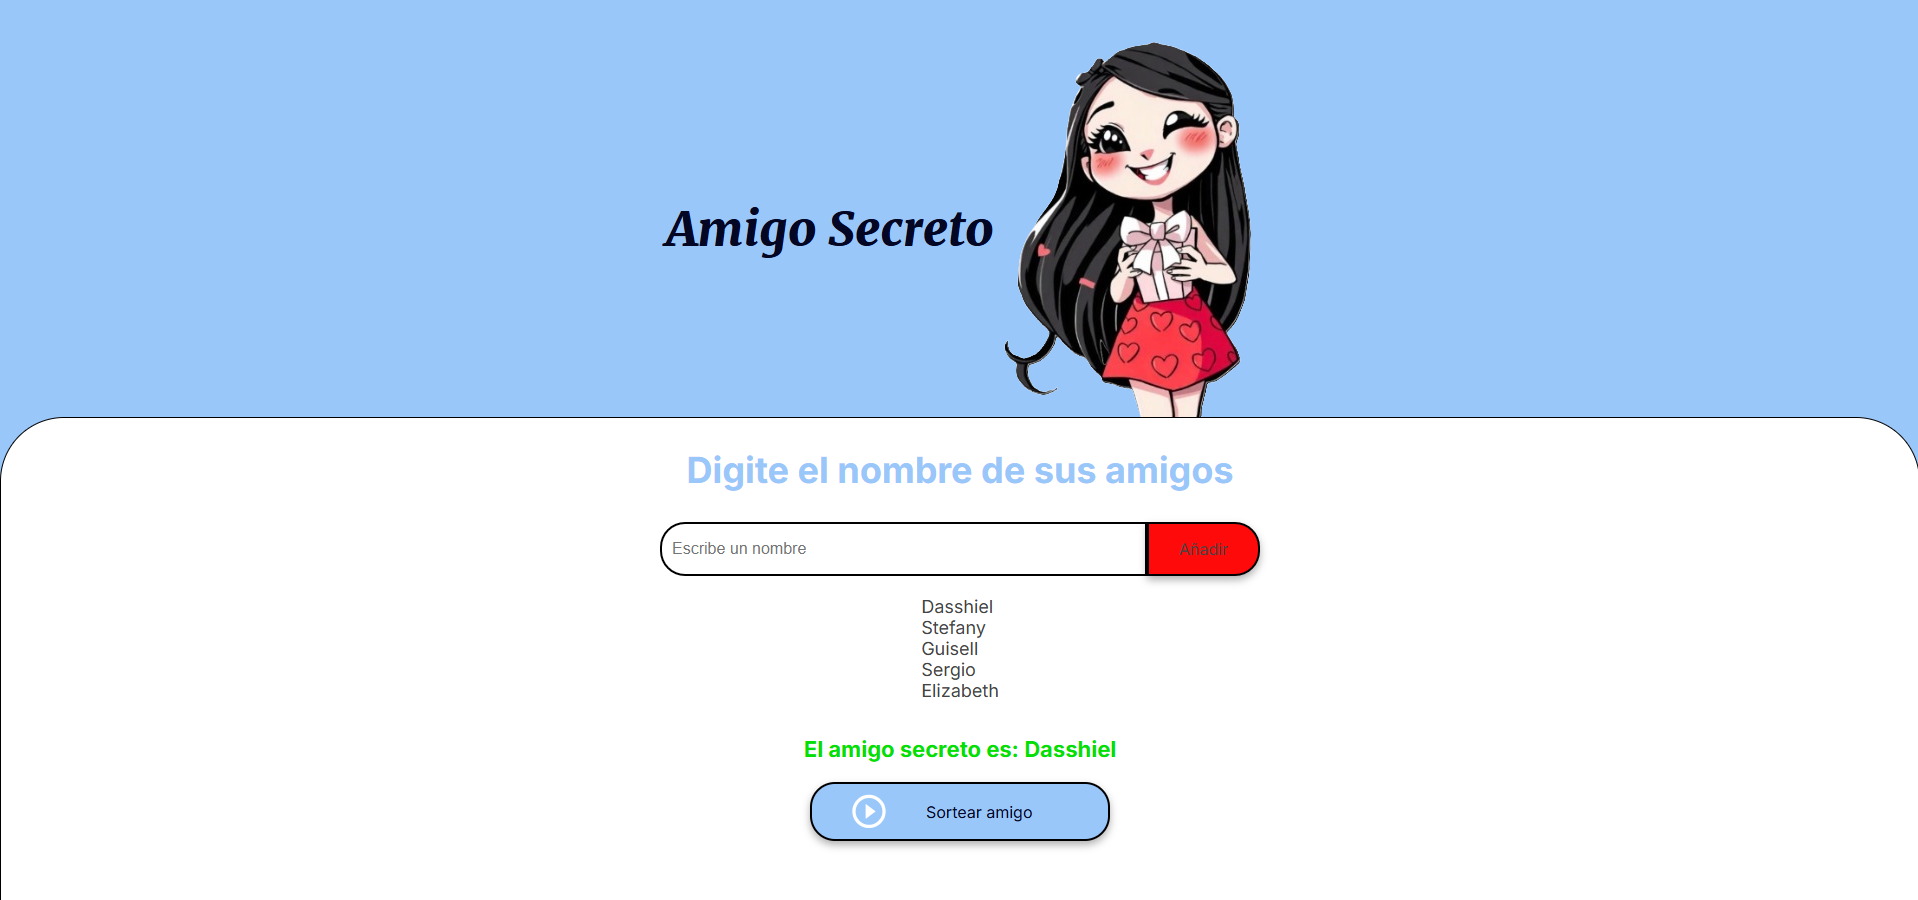 Amigo Secreto
Digite el nombre de sus amigos
Escribe un nombre
Añadir
Dasshiel
Stefany
Guisell
Sergio
Elizabeth
El amigo secreto es: Dasshiel
Sortear amigo